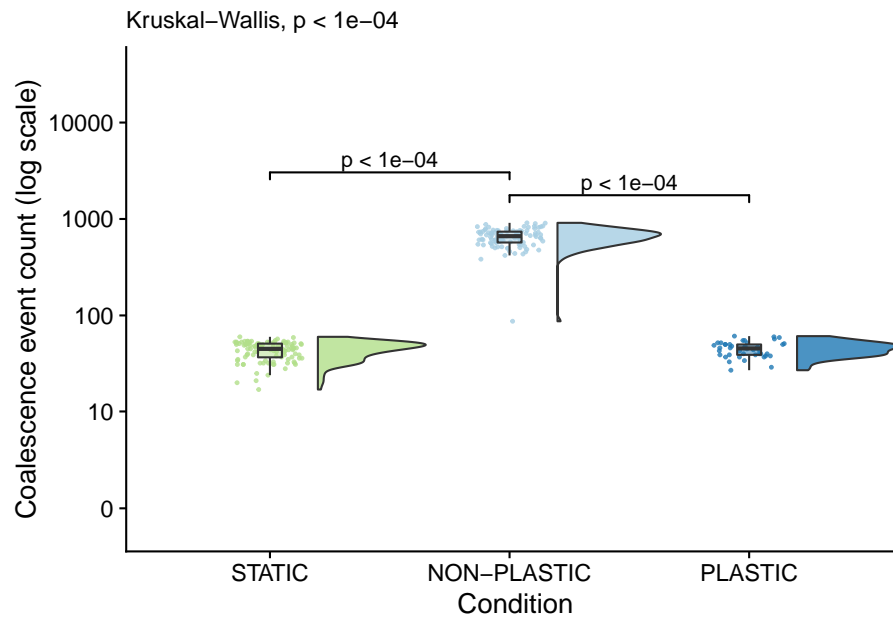 Kruskal−Wallis, p < 1e−04
Coalescence event count (log scale)
10000
1000
100
10
0
p < 1e−04
p < 1e−04
STATIC
NON−PLASTIC
PLASTIC
Condition